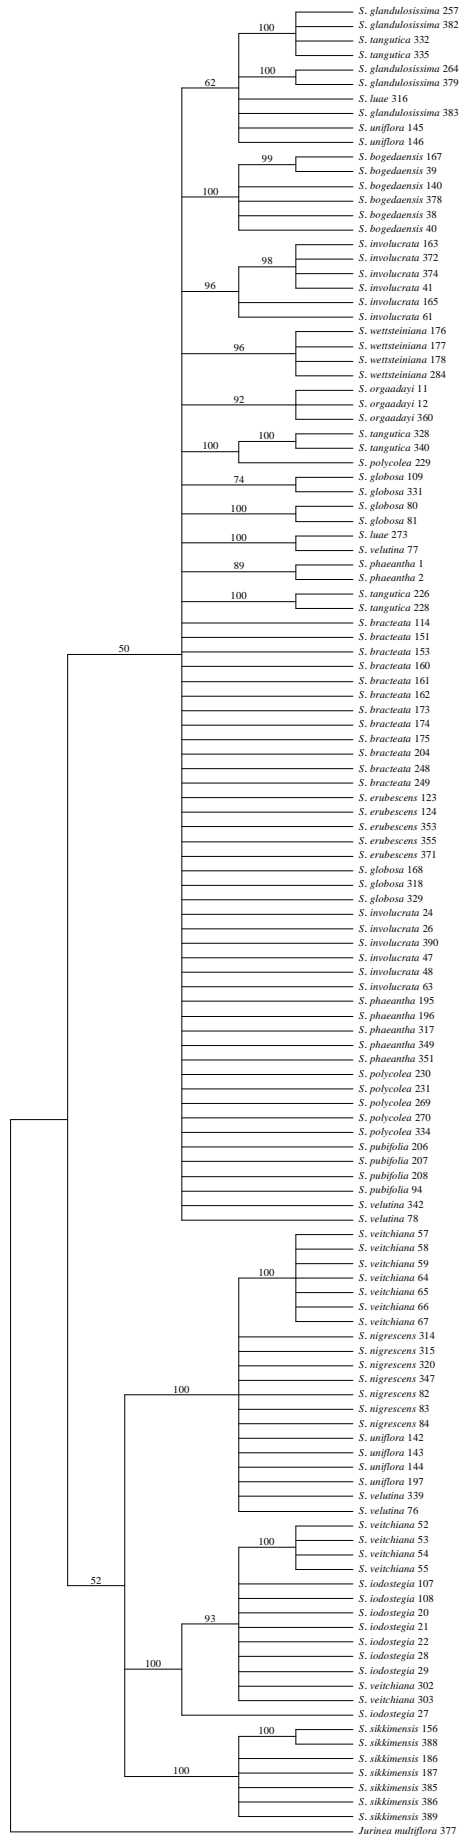 S. glandulosissima 257
100
S. glandulosissima 382
S. tangutica 332
S. tangutica 335
S. glandulosissima 264
100
62
S. glandulosissima 379
S. luae 316
S. glandulosissima 383
S. uniflora 145
S. uniflora 146
S. bogedaensis 167
99
S. bogedaensis 39
S. bogedaensis 140
100
S. bogedaensis 378
S. bogedaensis 38
S. bogedaensis 40
S. involucrata 163
S. involucrata 372
98
S. involucrata 374
96
S. involucrata 41
S. involucrata 165
S. involucrata 61
S. wettsteiniana 176
S. wettsteiniana 177
96
S. wettsteiniana 178
S. wettsteiniana 284
S. orgaadayi 11
92
S. orgaadayi 12
S. orgaadayi 360
S. tangutica 328
100
100
S. tangutica 340
S. polycolea 229
S. globosa 109
74
S. globosa 331
S. globosa 80
100
S. globosa 81
S. luae 273
100
S. velutina 77
S. phaeantha 1
89
S. phaeantha 2
S. tangutica 226
100
S. tangutica 228
S. bracteata 114
S. bracteata 151
50
S. bracteata 153
S. bracteata 160
S. bracteata 161
S. bracteata 162
S. bracteata 173
S. bracteata 174
S. bracteata 175
S. bracteata 204
S. bracteata 248
S. bracteata 249
S. erubescens 123
S. erubescens 124
S. erubescens 353
S. erubescens 355
S. erubescens 371
S. globosa 168
S. globosa 318
S. globosa 329
S. involucrata 24
S. involucrata 26
S. involucrata 390
S. involucrata 47
S. involucrata 48
S. involucrata 63
S. phaeantha 195
S. phaeantha 196
S. phaeantha 317
S. phaeantha 349
S. phaeantha 351
S. polycolea 230
S. polycolea 231
S. polycolea 269
S. polycolea 270
S. polycolea 334
S. pubifolia 206
S. pubifolia 207
S. pubifolia 208
S. pubifolia 94
S. velutina 342
S. velutina 78
S. veitchiana 57
S. veitchiana 58
S. veitchiana 59
100
S. veitchiana 64
S. veitchiana 65
S. veitchiana 66
S. veitchiana 67
S. nigrescens 314
S. nigrescens 315
S. nigrescens 320
S. nigrescens 347
100
S. nigrescens 82
S. nigrescens 83
S. nigrescens 84
S. uniflora 142
S. uniflora 143
S. uniflora 144
S. uniflora 197
S. velutina 339
S. velutina 76
S. veitchiana 52
100
S. veitchiana 53
S. veitchiana 54
S. veitchiana 55
52
S. iodostegia 107
S. iodostegia 108
S. iodostegia 20
93
S. iodostegia 21
S. iodostegia 22
S. iodostegia 28
100
S. iodostegia 29
S. veitchiana 302
S. veitchiana 303
S. iodostegia 27
S. sikkimensis 156
100
S. sikkimensis 388
S. sikkimensis 186
100
S. sikkimensis 187
S. sikkimensis 385
S. sikkimensis 386
S. sikkimensis 389
Jurinea multiflora 377